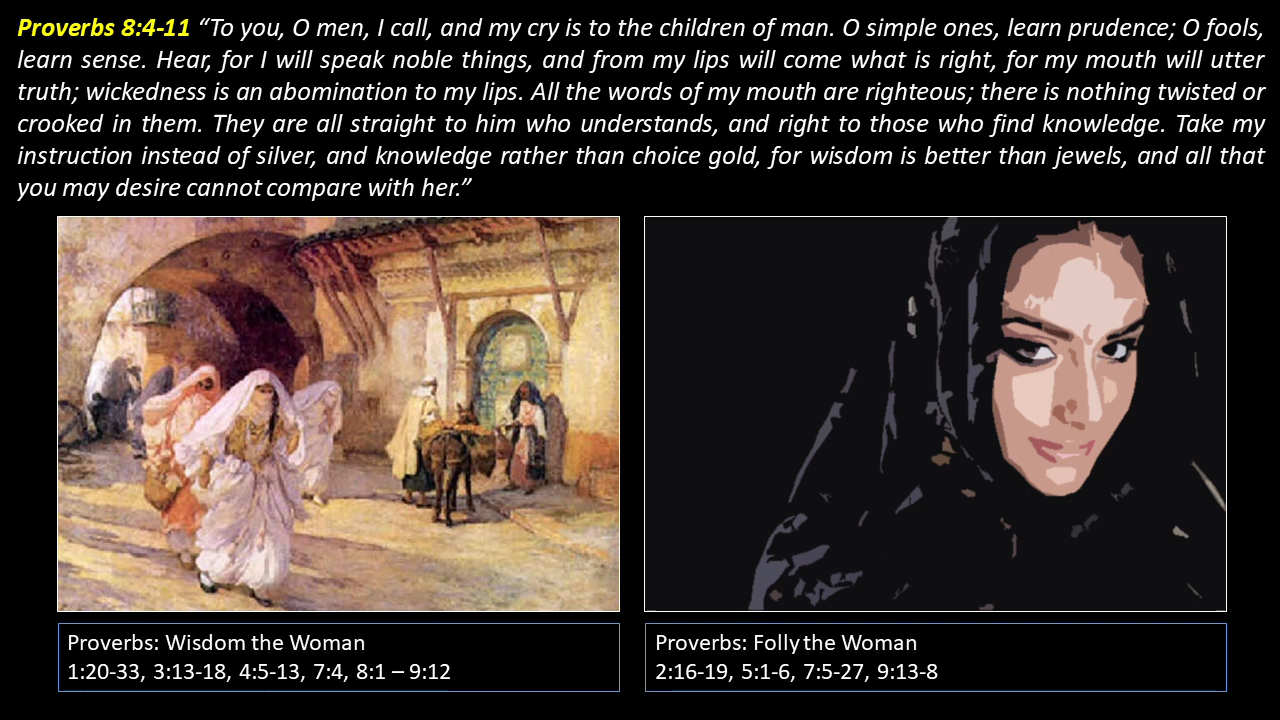 Proverbs 8:4-11 “To you, O men, I call, and my cry is to the children of man. O simple ones, learn prudence; O fools,
learn sense. Hear, for I will speak noble things, and from my lips will come what is right, for my mouth will utter
truth; wickedness is an abomination to my lips. All the words of my mouth are righteous; there is nothing twisted or
crooked in them. They are all straight to him who understands, and right to those who find knowledge. Take my
instruction instead of silver, and knowledge rather than choice gold, for wisdom is better than jewels, and all that
you may desire cannot compare with her.”
Proverbs: Wisdom the Woman
1:20-33, 3:13-18, 4:5-13, 7:4, 8:1 – 9:12
Proverbs: Folly the Woman
2:16-19, 5:1-6, 7:5-27, 9:13-8